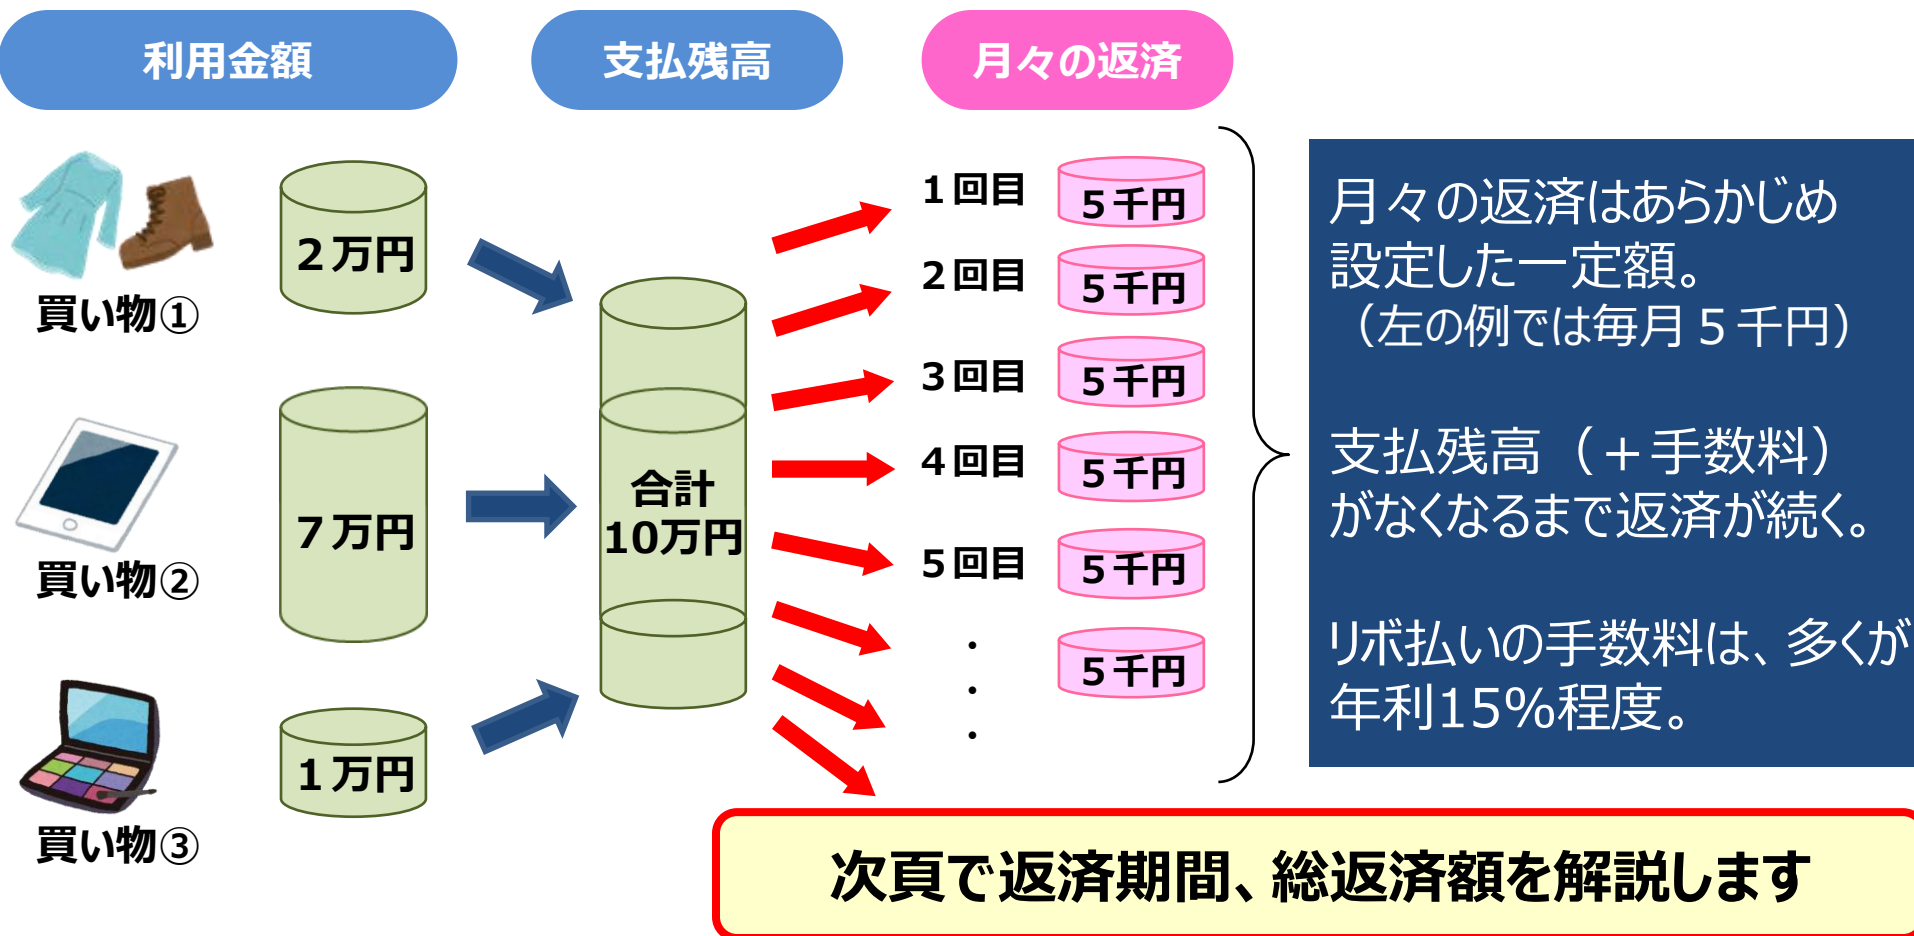 利用金額
支払残高
月々の返済
２万円
買い物①
７万円
買い物②
１万円
買い物③
合計
10万円
１回目
５千円
２回目
５千円
３回目
５千円
４回目
５千円
５回目
５千円
・
・
・
５千円
月々の返済はあらかじめ
設定した一定額。
（左の例では毎月５千円）
支払残高（＋手数料）
がなくなるまで返済が続く。
リボ払いの手数料は、多くが
年利15%程度。
次頁で返済期間、総返済額を解説します